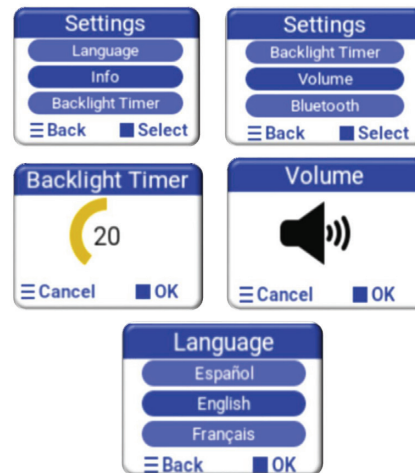 Settings
Language
Info
Backlight Timer
Back Select
Settings
Backlight Timer
Volume
Bluetooth
Back Select
Backlight Timer
20
Cancel OK
Volume
Cancel OK
Language
Español
English
Français
Back OK